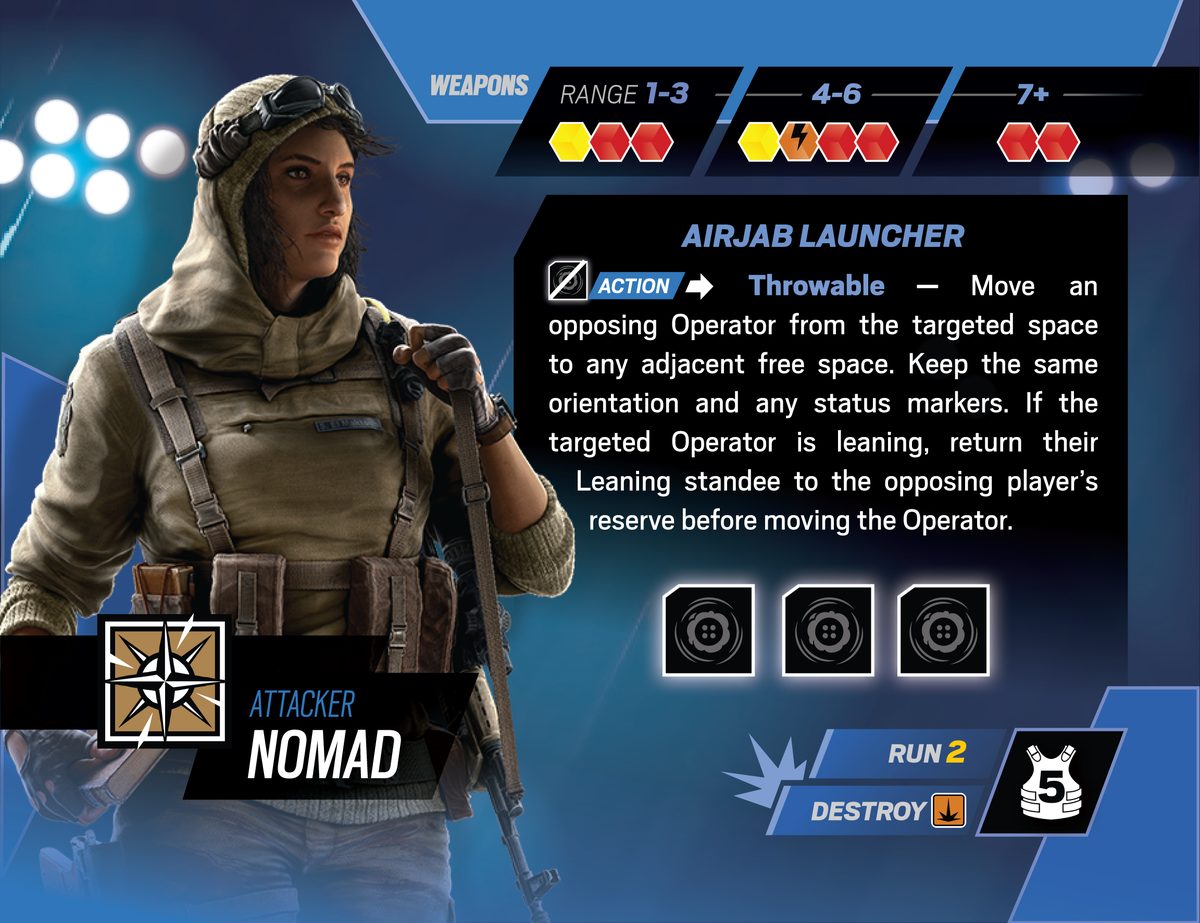 WEAPONS RANGE 1-3 4-6 7+
AIRJAB LAUNCHER
ACTION Throwable — Move an
opposing Operator from the targeted space
to any adjacent free space. Keep the same
orientation and any status markers. If the
targeted Operator is leaning, return their
Leaning standee to the opposing player's
reserve before moving the Operator.
ATTACKER
NOMAD
RUN 2
DESTROY
5